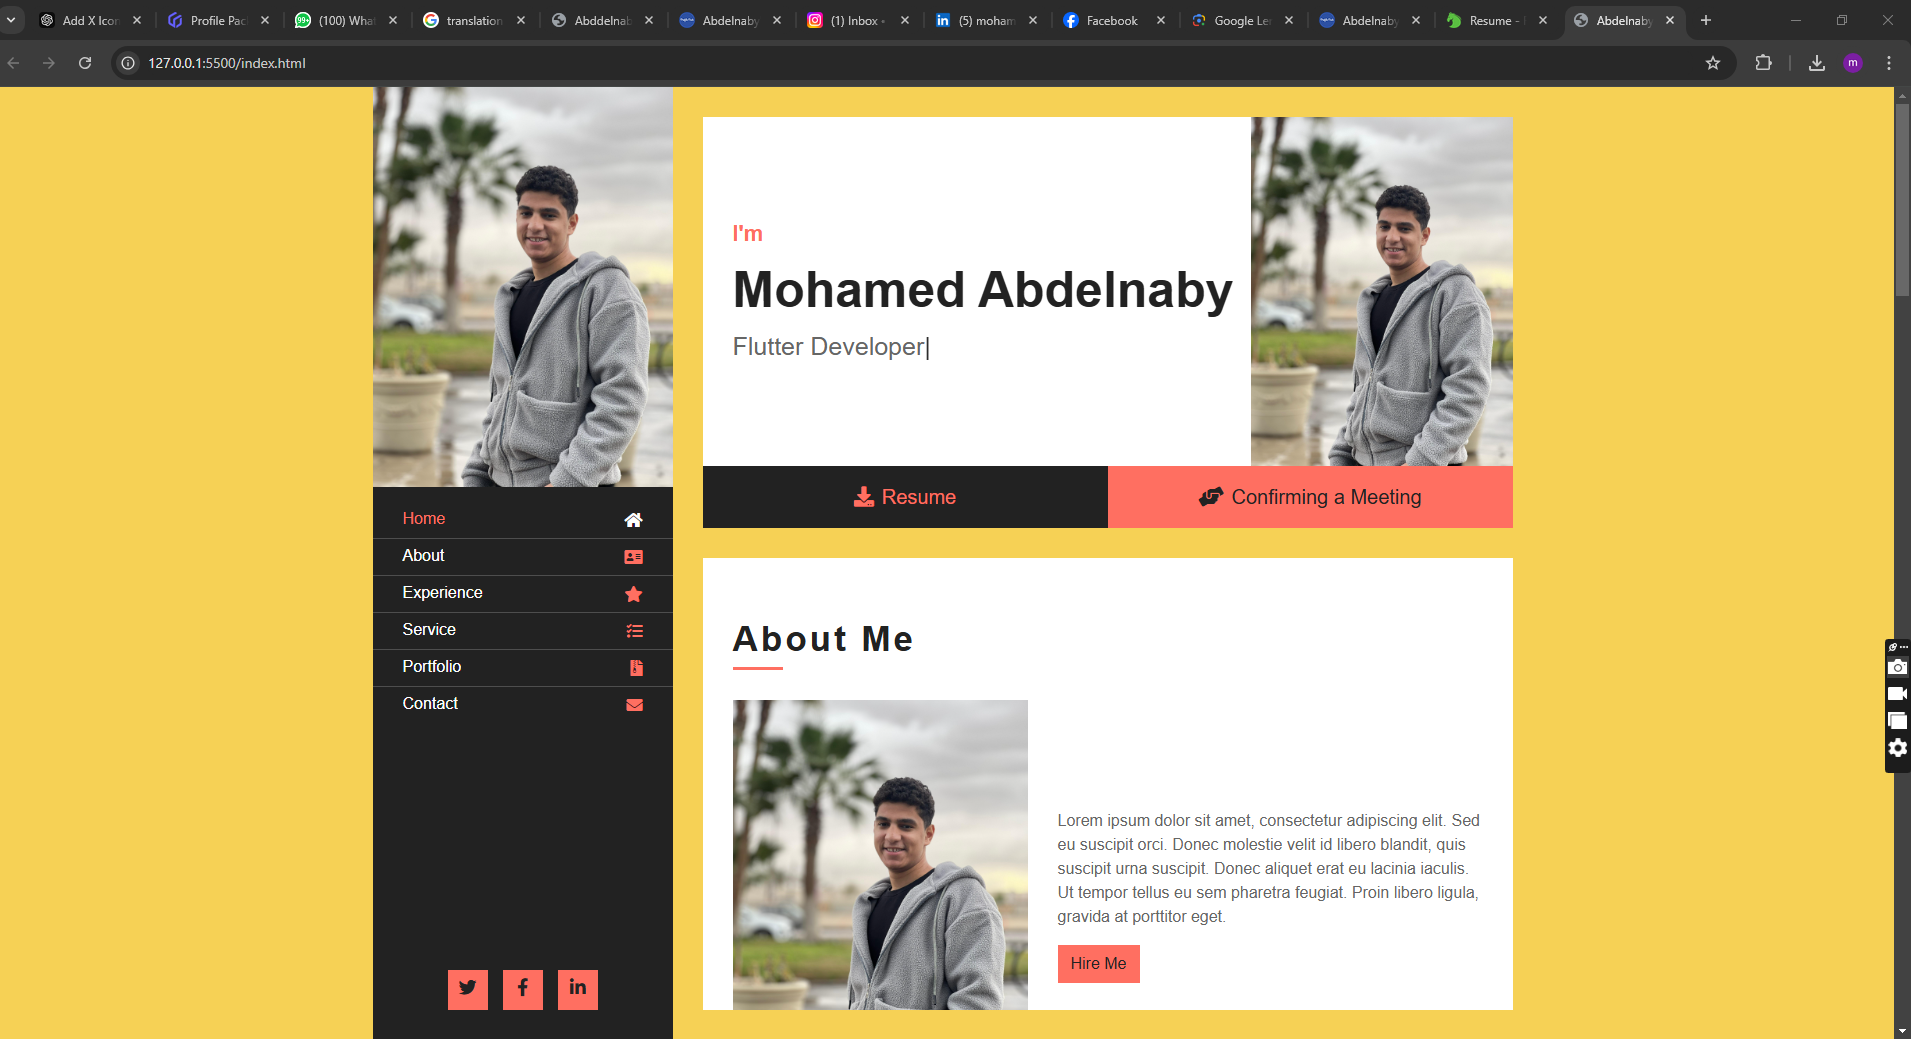 Add X Icon
Profile Pac
99+
(100) What
translation
Abddelnab
Abdelnaby
(1) Inbox •
(5) moham
Facebook
Google Le
Abdelnaby
Resume -
Abdelnaby
127.0.0.1:5500/index.html
m
I'm
Mohamed Abdelnaby
Flutter Developer|
Resume
Confirming a Meeting
Home
About
Experience
Service
Portfolio
Contact
About Me
Lorem ipsum dolor sit amet, consectetur adipiscing elit. Sed
eu suscipit orci. Donec molestie velit id libero blandit, quis
suscipit urna suscipit. Donec aliquet erat eu lacinia iaculis.
Ut tempor tellus eu sem pharetra feugiat. Proin libero ligula,
gravida at porttitor eget.
Hire Me